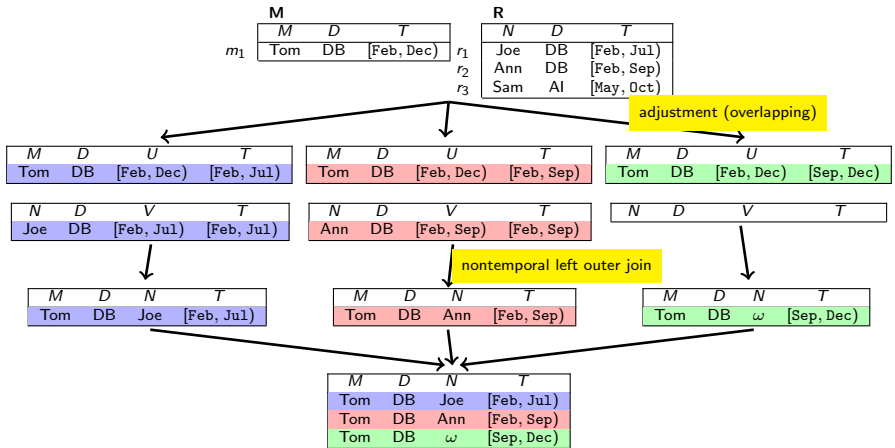 M
M D T
m1 Tom DB [Feb, Dec)
R
N D T
r1 Joe DB [Feb, Jul)
r2 Ann DB [Feb, Sep)
r3 Sam AI [May, Oct)
adjustment (overlapping)
M D U T
Tom DB [Feb, Dec) [Feb, Jul)
M D U T
Tom DB [Feb, Dec) [Feb, Sep)
M D U T
Tom DB [Feb, Dec) [Sep, Dec)
N D V T
Joe DB [Feb, Jul) [Feb, Jul)
N D V T
Ann DB [Feb, Sep) [Feb, Sep)
N D V T
nontemporal left outer join
M D N T
Tom DB Joe [Feb, Jul)
M D N T
Tom DB Ann [Feb, Sep)
M D N T
Tom DB ω [Sep, Dec)
M D N T
Tom DB Joe [Feb, Jul)
Tom DB Ann [Feb, Sep)
Tom DB ω [Sep, Dec)